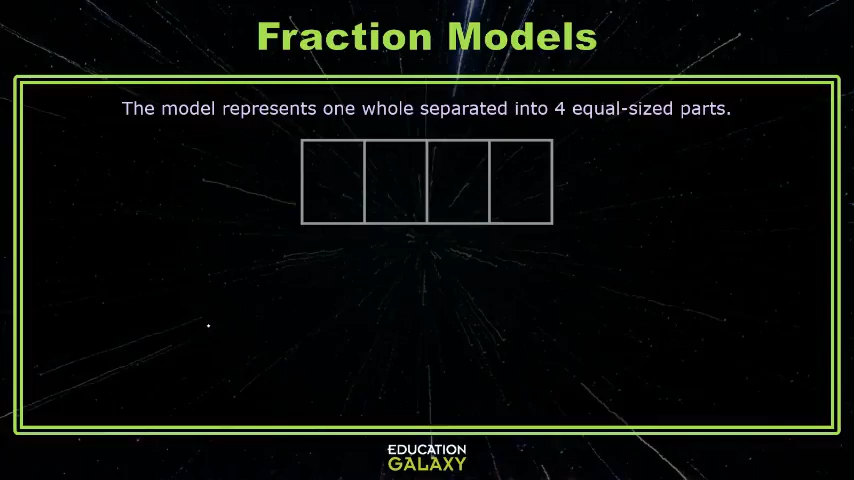 Fraction Models
The model represents one whole separated into 4 equal-sized parts.
EDUCATION
GALAXY